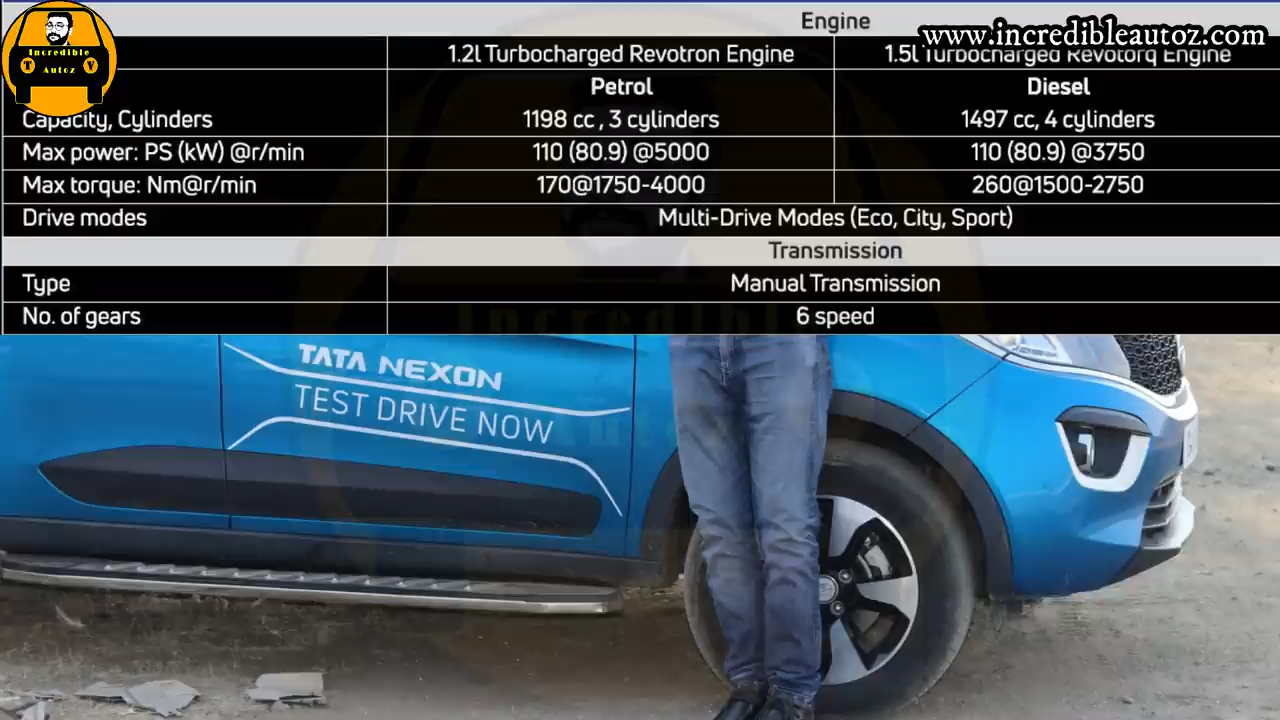 Engine
www.incredibleautoz.com
Incredible
T V
Autoz
1.2l Turbocharged Revotron Engine 1.5l Turbocharged Revotorq Engine
Petrol Diesel
Capacity, Cylinders 1198 cc , 3 cylinders 1497 cc, 4 cylinders
Max power: PS (kW) @r/min 110 (80.9) @5000 110 (80.9) @3750
Max torque: Nm@r/min 170@1750-4000 260@1500-2750
Drive modes Multi-Drive Modes (Eco, City, Sport)
Transmission
Type Manual Transmission
No. of gears 6 speed
TATA NEXON
TEST DRIVE NOW